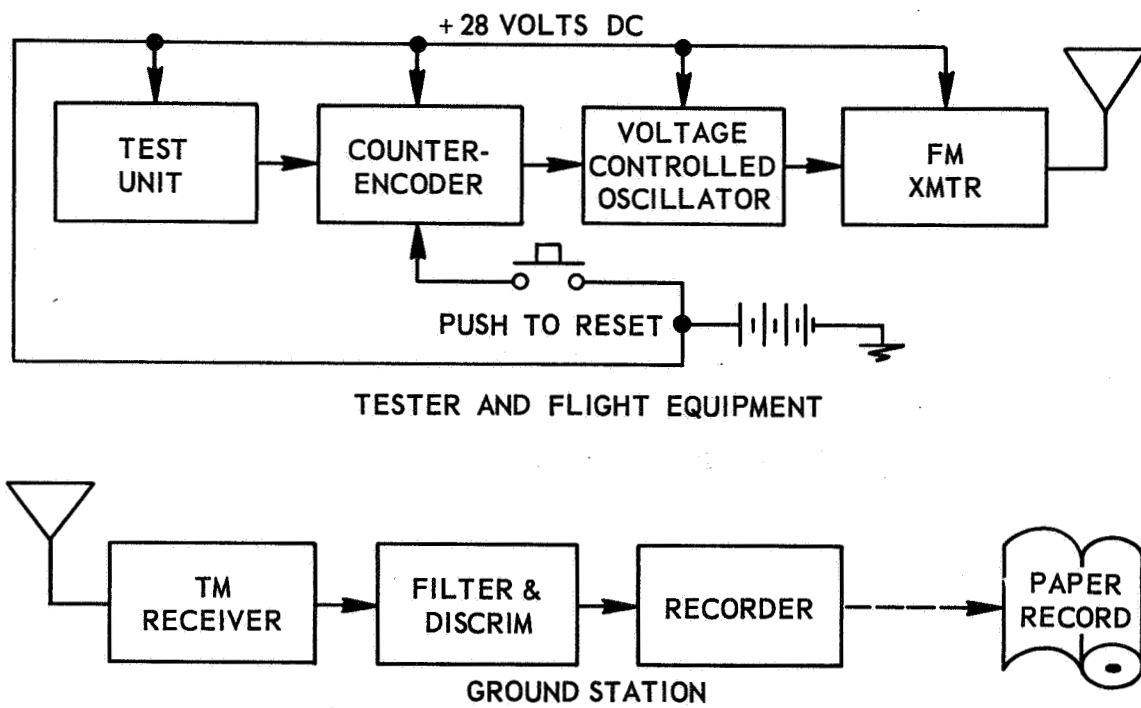 +28 VOLTS DC
TEST
UNIT
COUNTER-
ENCODER
VOLTAGE
CONTROLLED
OSCILLATOR
FM
XMTR
PUSH TO RESET
TESTER AND FLIGHT EQUIPMENT
TM
RECEIVER
FILTER &
DISCRIM
RECORDER
PAPER
RECORD
GROUND STATION